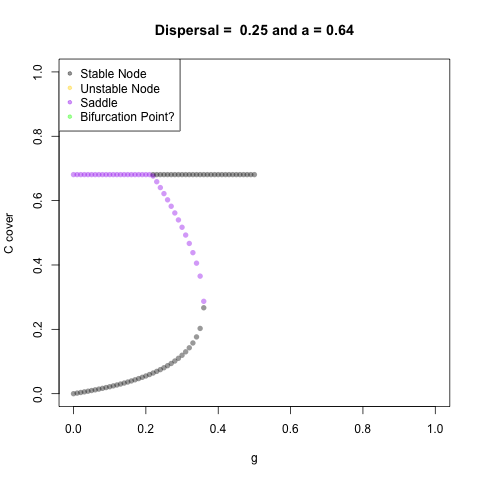 Dispersal =  0.25 and a = 0.64
Stable Node
Unstable Node
Saddle
Bifurcation Point?
C cover
1.0
0.8
0.6
0.4
0.2
0.0
0.0 0.2 0.4 0.6 0.8 1.0
g